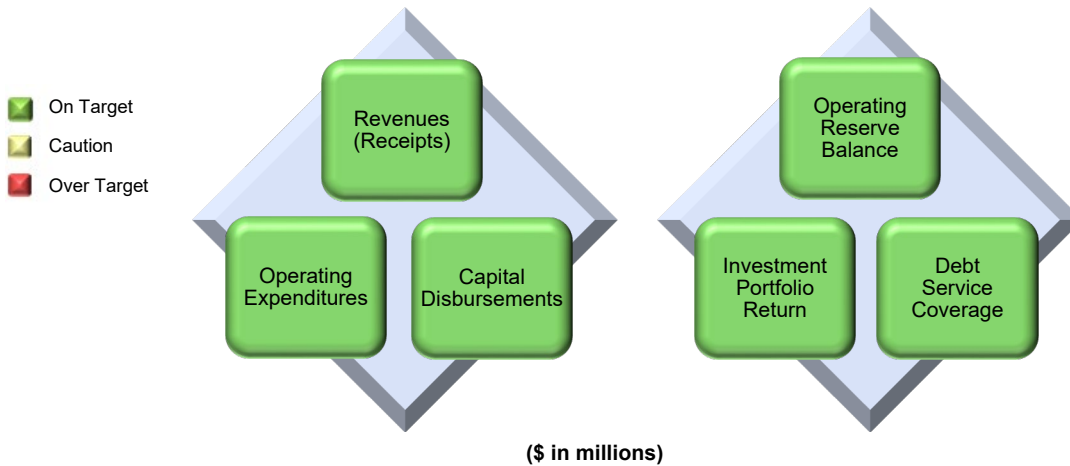 On Target
Caution
Over Target
Revenues
(Receipts)
Operating
Expenditures
Capital
Disbursements
Operating
Reserve
Balance
Investment
Portfolio
Return
Debt
Service
Coverage
($ in millions)